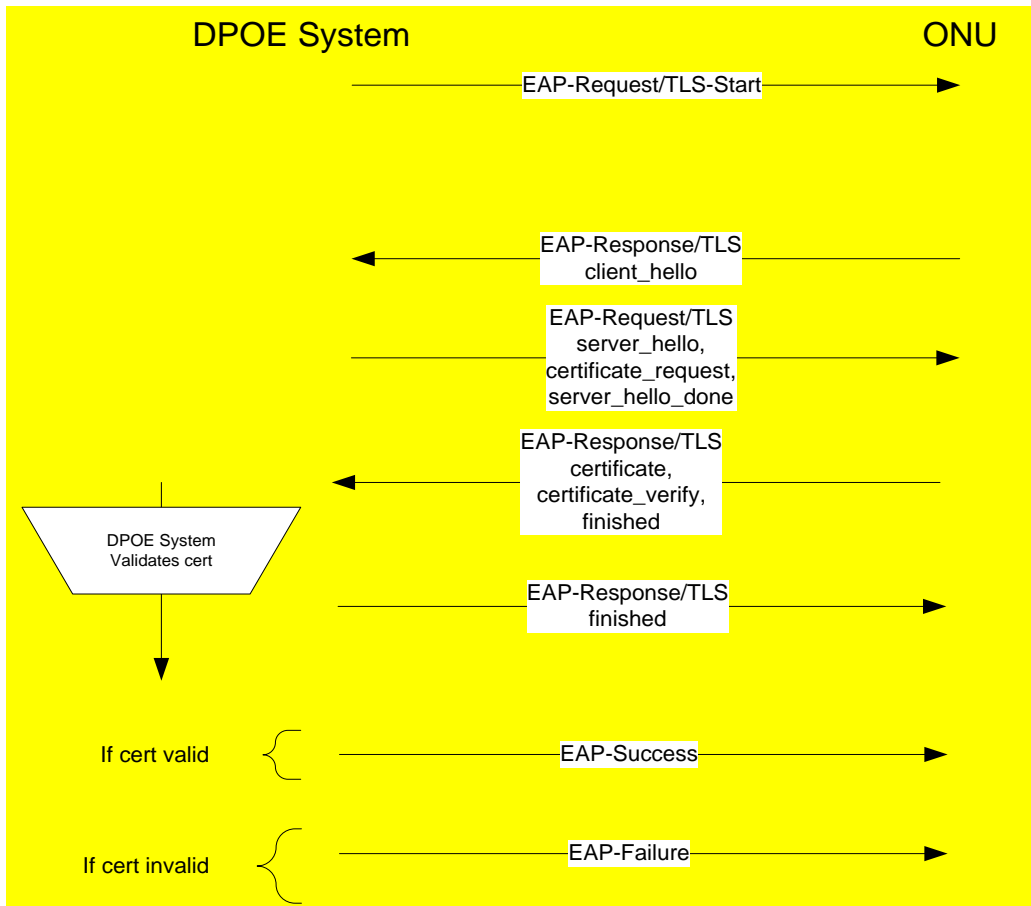 DPOE System
ONU
EAP-Request/TLS-Start
EAP-Response/TLS
client_hello
EAP-Request/TLS
server_hello,
certificate_request,
server_hello_done
EAP-Response/TLS
certificate,
certificate_verify,
finished
DPOE System
Validates cert
EAP-Response/TLS
finished
If cert valid
EAP-Success
If cert invalid
EAP-Failure